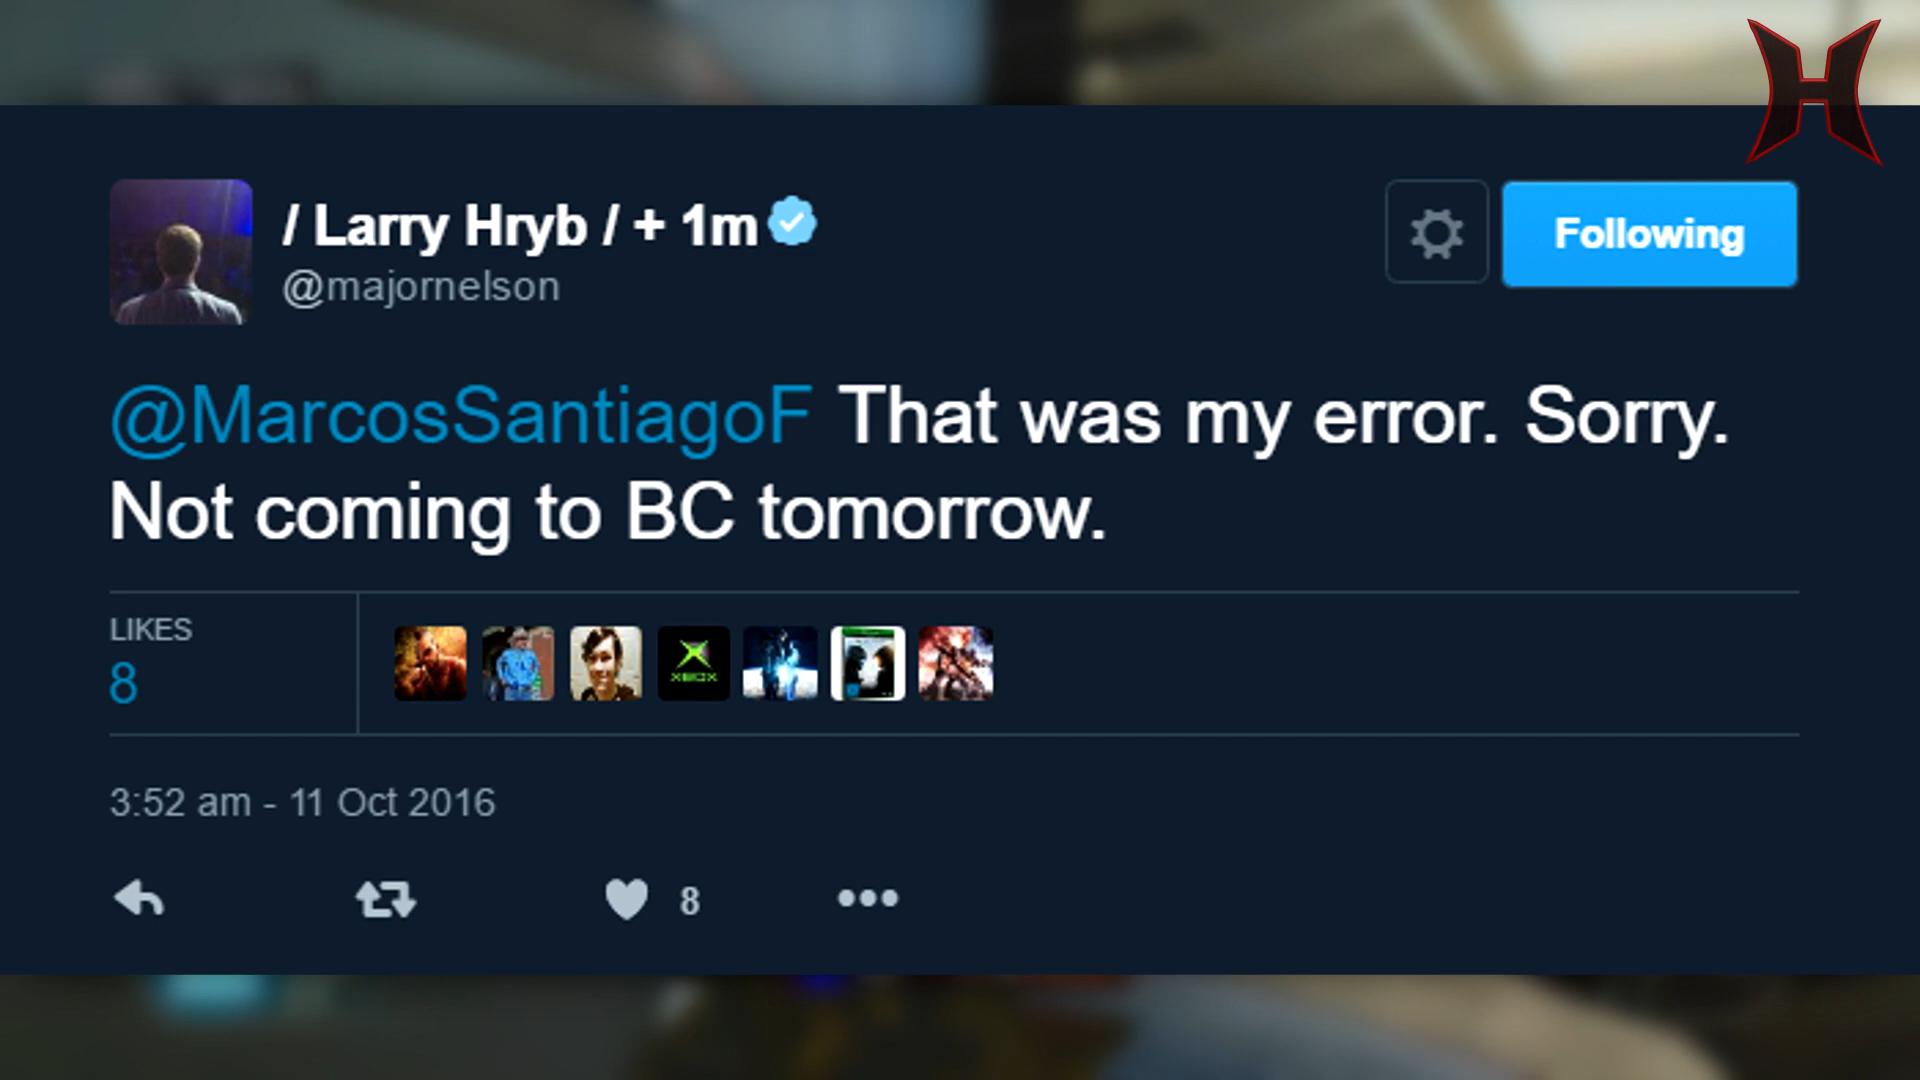 / Larry Hryb / + 1m
@majornelson
Following
@MarcosSantiagoF That was my error. Sorry.
Not coming to BC tomorrow.
LIKES
8
XBOX
3:52 am - 11 Oct 2016
8